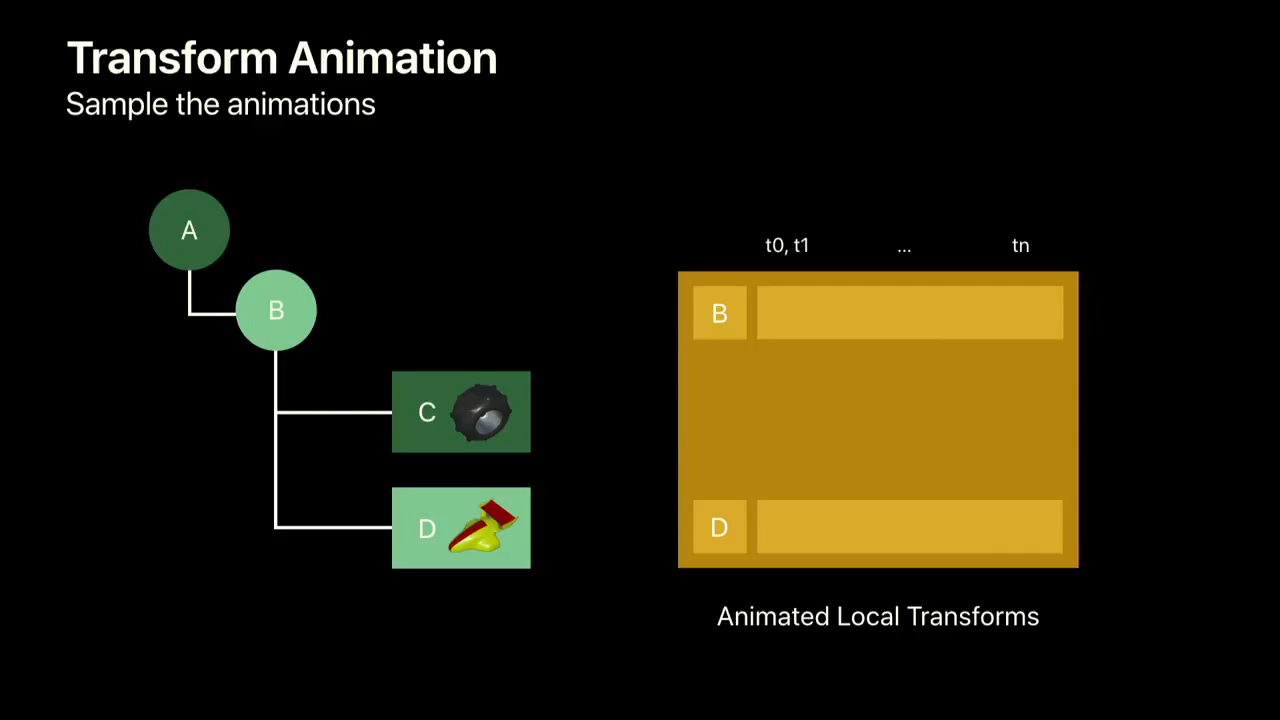 Transform Animation
Sample the animations
A
B
C
D
t0, t1 ... tn
B
D
Animated Local Transforms